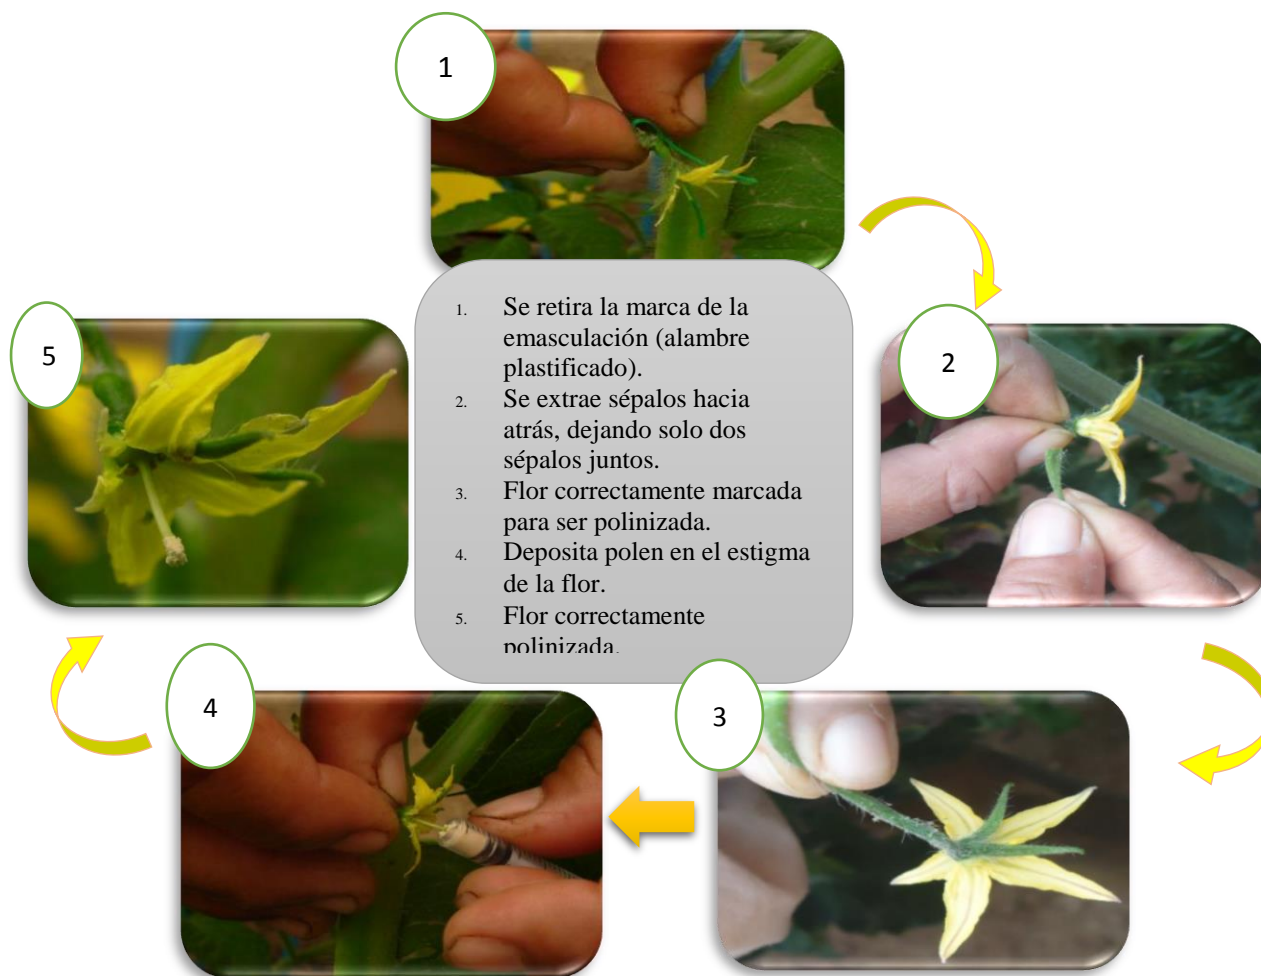 1
1. Se retira la marca de la
emasculación (alambre
plastificado).
2. Se extrae sépalos hacia
atrás, dejando solo dos
sépalos juntos.
3. Flor correctamente marcada
para ser polinizada.
4. Deposita polen en el estigma
de la flor.
5. Flor correctamente
polinizada.
5
2
4
3